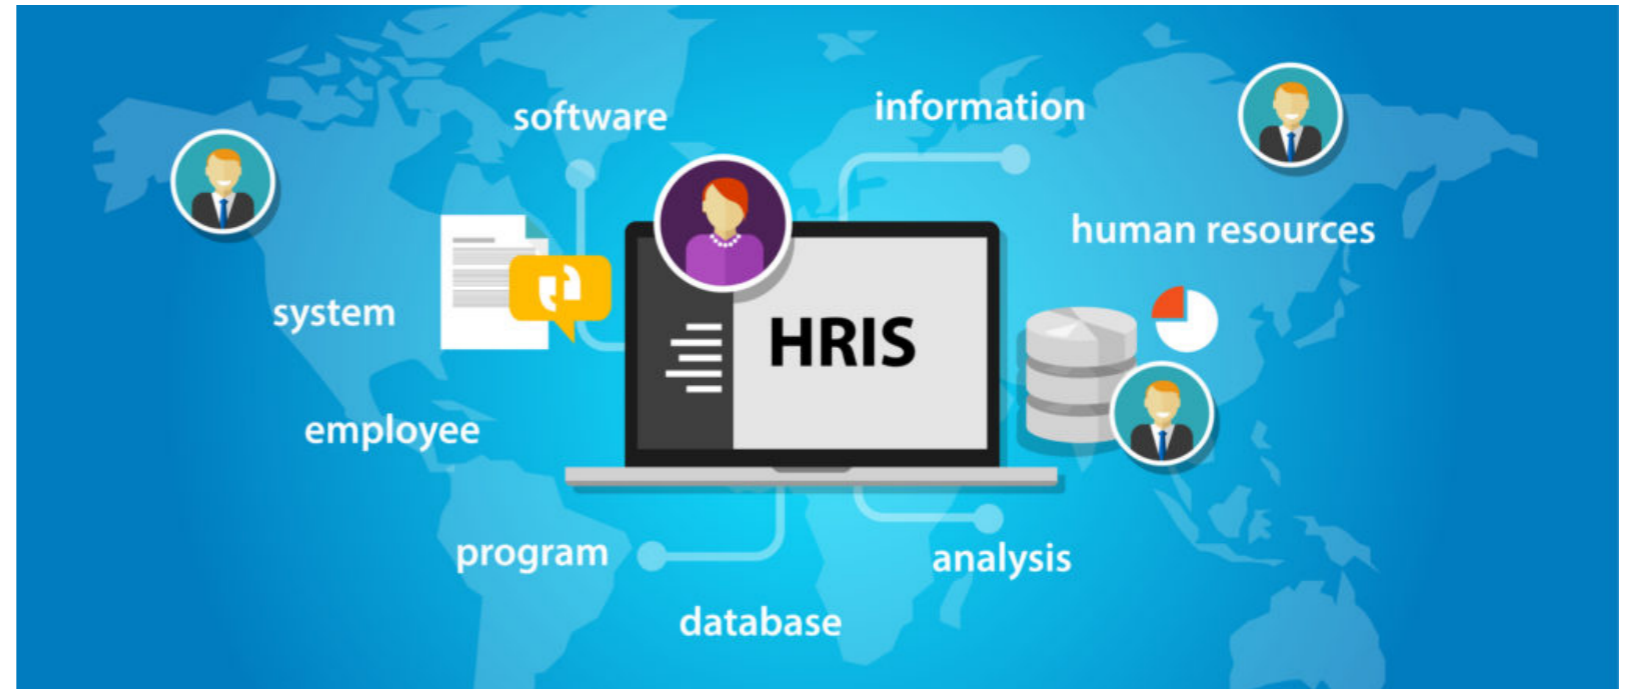 software
information
human resources
system
HRIS
employee
program
analysis
database